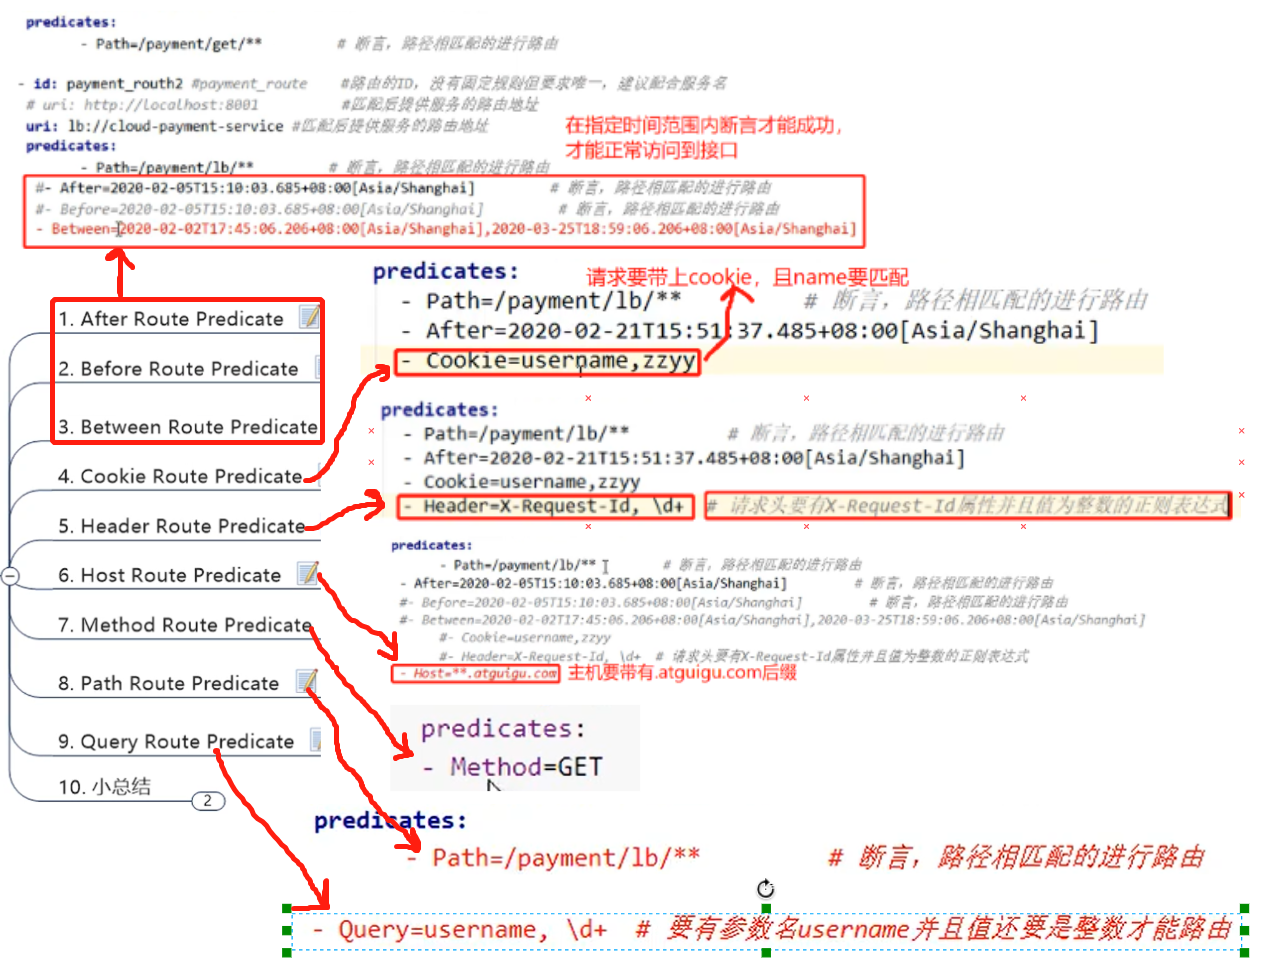 predicates:
- Path=/payment/get/** # 断言，路径相匹配的进行路由
- id: payment_routh2 #payment_route #路由的ID，没有固定规则但要求唯一，建议配合服务名
# uri: http://localhost:8001 #匹配后提供服务的路由地址
uri: lb://cloud-payment-service #匹配后提供服务的路由地址
predicates:
- Path=/payment/lb/** # 断言，路径相匹配的进行路由
在指定时间范围内断言才能成功，
才能正常访问到接口
#- After=2020-02-05T15:10:03.685+08:00[Asia/Shanghai] # 断言，路径相匹配的进行路由
#- Before=2020-02-05T15:10:03.685+08:00[Asia/Shanghai] # 断言，路径相匹配的进行路由
- Between=2020-02-02T17:45:06.206+08:00[Asia/Shanghai],2020-03-25T18:59:06.206+08:00[Asia/Shanghai]
1. After Route Predicate
2. Before Route Predicate
3. Between Route Predicate
4. Cookie Route Predicate
5. Header Route Predicate
6. Host Route Predicate
7. Method Route Predicate
8. Path Route Predicate
9. Query Route Predicate
10. 小总结
2
predicates:
请求要带上cookie，且name要匹配
- Path=/payment/lb/** # 断言，路径相匹配的进行路由
- After=2020-02-21T15:51:37.485+08:00[Asia/Shanghai]
- Cookie=username,zzyy
predicates:
- Path=/payment/lb/** # 断言，路径相匹配的进行路由
- After=2020-02-21T15:51:37.485+08:00[Asia/Shanghai]
- Cookie=username,zzyy
- Header=X-Request-Id, \d+ # 请求头要有X-Request-Id属性并且值为整数的正则表达式
predicates:
- Path=/payment/lb/** # 断言，路径相匹配的进行路由
- After=2020-02-05T15:10:03.685+08:00[Asia/Shanghai] # 断言，路径相匹配的进行路由
#- Before=2020-02-05T15:10:03.685+08:00[Asia/Shanghai] # 断言，路径相匹配的进行路由
#- Between=2020-02-02T17:45:06.206+08:00[Asia/Shanghai],2020-03-25T18:59:06.206+08:00[Asia/Shanghai]
#- Cookie=username,zzyy
#- Header=X-Request-Id, \d+ # 请求头要有X-Request-Id属性并且值为整数的正则表达式
- Host=**.atguigu.com 主机要带有.atguigu.com后缀
predicates:
- Method=GET
predicates:
- Path=/payment/lb/** # 断言，路径相匹配的进行路由
- Query=username, \d+ # 要有参数名username并且值还要是整数才能路由